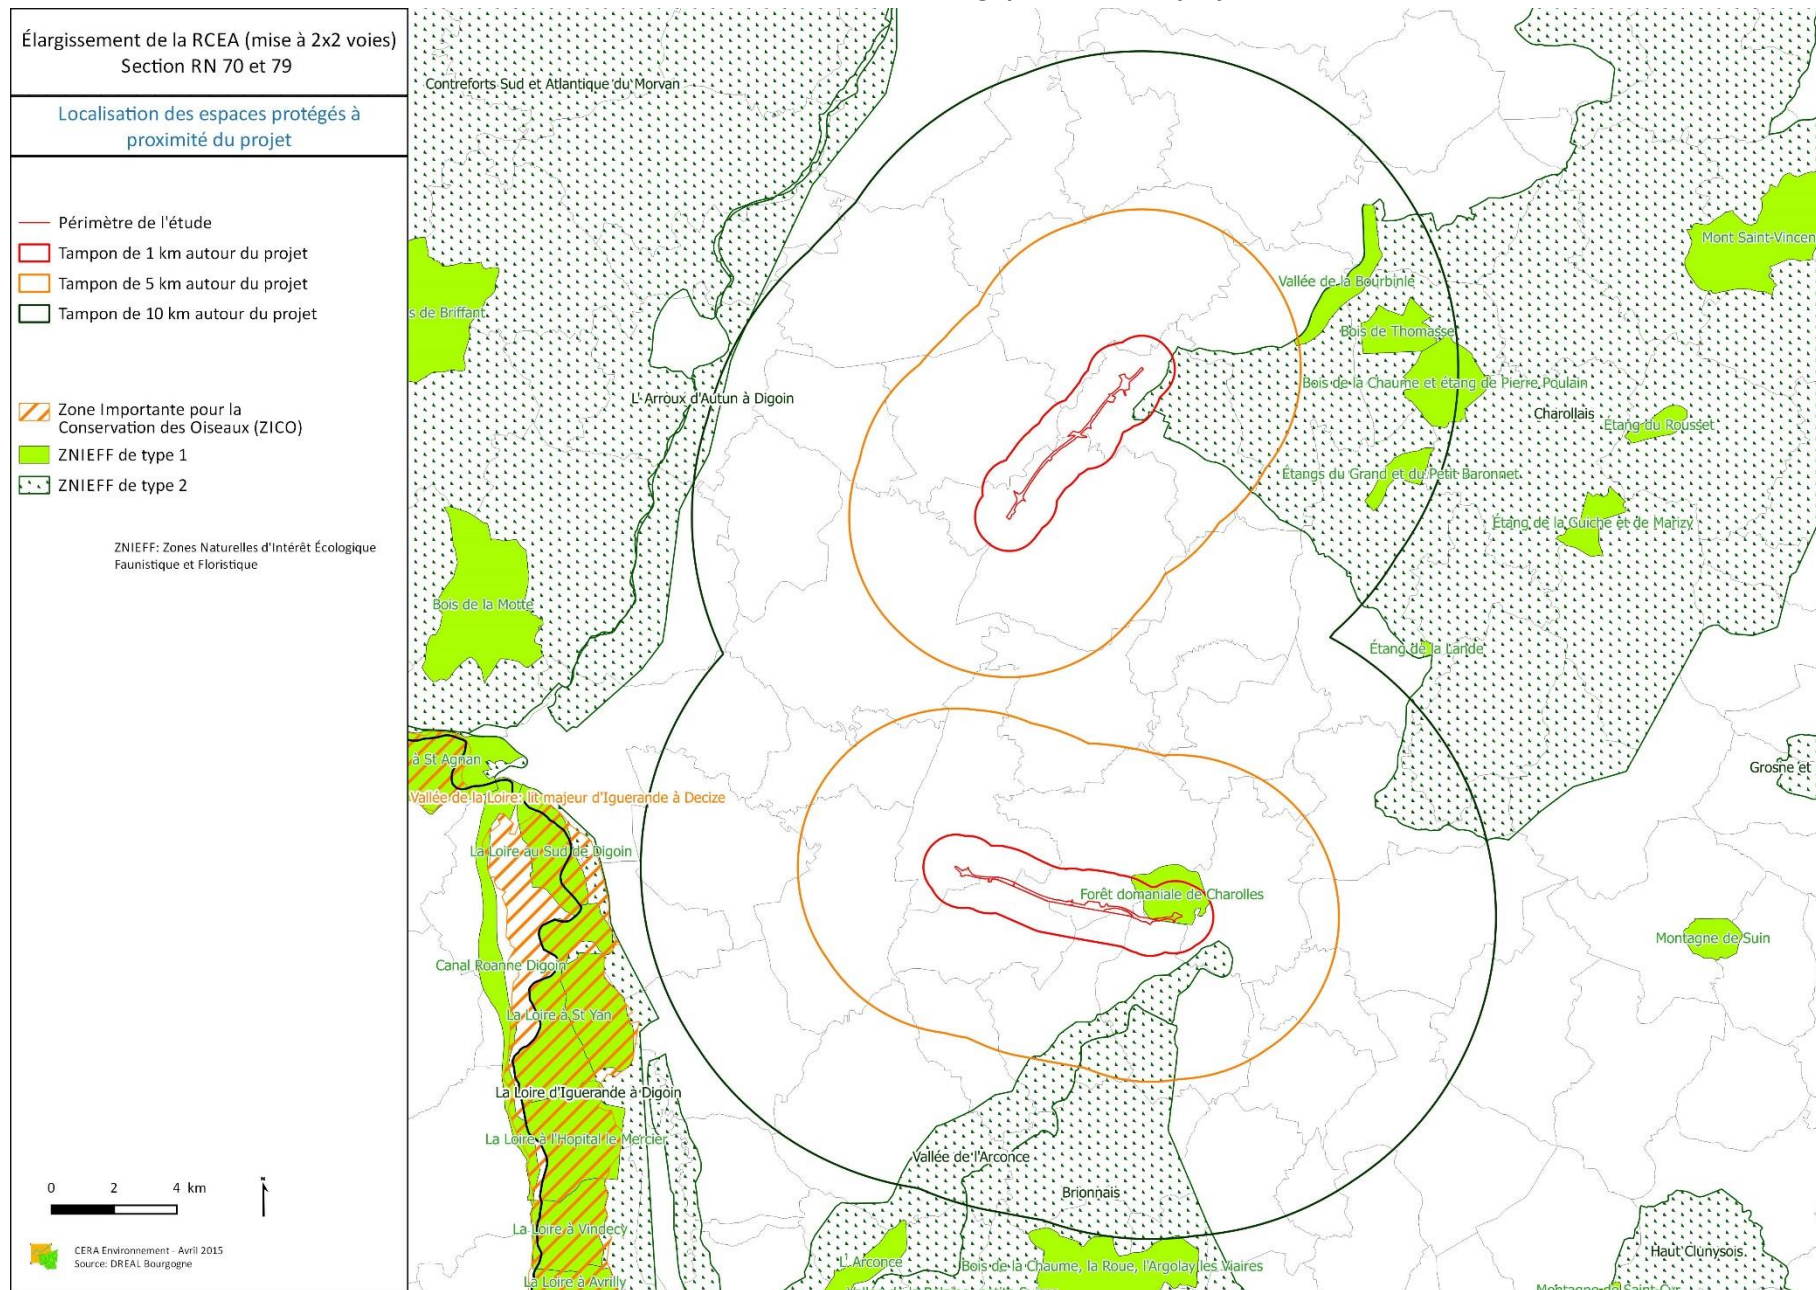 Élargissement de la RCEA (mise à 2x2 voies)
Section RN 70 et 79
Localisation des espaces protégés à
proximité du projet
Périmètre de l'étude
Tampon de 1 km autour du projet
Tampon de 5 km autour du projet
Tampon de 10 km autour du projet
Zone Importante pour la
Conservation des Oiseaux (ZICO)
ZNIEFF de type 1
ZNIEFF de type 2
ZNIEFF: Zones Naturelles d'Intérêt Écologique
Faunistique et Floristique
0 2 4 km
N
CERA Environnement - Avril 2015
Source: DREAL Bourgogne
Contreforts Sud et Atlantique du Morvan
Mont Saint-Vincen
Vallée de la Bourbinle
s de Briffant
Bois de Thomasse
Bois de la Chaume et étang de Pierre Poulain
L'Arroux d'Autun à Digoin
Charollais
Étang du Rousset
Étangs du Grand et du Petit Baronnet
Étang de la Guiche et de Marizy
Bois de la Motte
Étang de la Lande
à St Agnan
Grosne et
Vallée de la Loire: lit majeur d'Iguerande à Decize
La Loire au Sud de Digoin
Forêt domaniale de Charolles
Montagne de Suin
Canal Roanne Digoin
La Loire à St Yan
La Loire d'Iguerande à Digoin
La Loire à l'Hopital le Mercier
Vallée de l'Arconce
Brionnais
La Loire à Vindecy
Haut Clunysois
L'Arconce
Bois de la Chaume, la Roue, l'Argolay les Viaires
La Loire à Avrilly